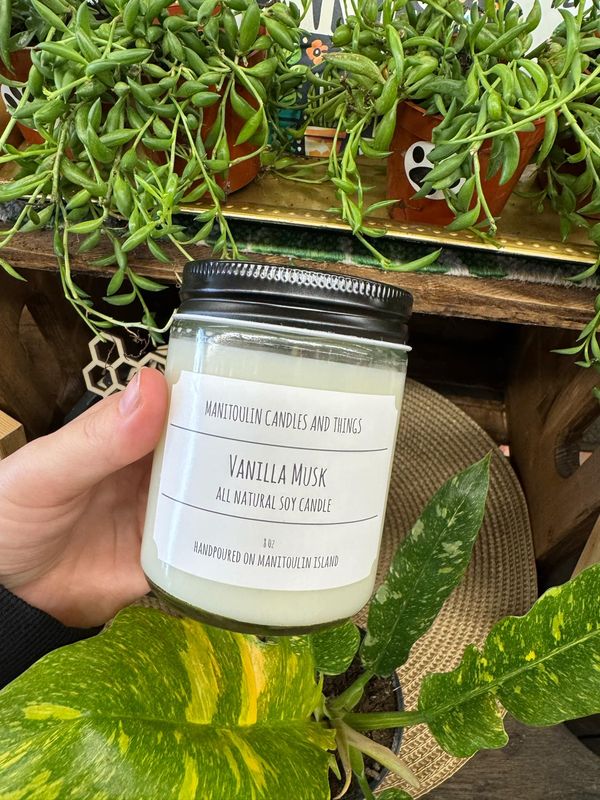 MANITOULIN CANDLES AND THINGS
VANILLA MUSK
ALL NATURAL SOY CANDLE
8 OZ
HANDPOURED ON MANITOULIN ISLAND